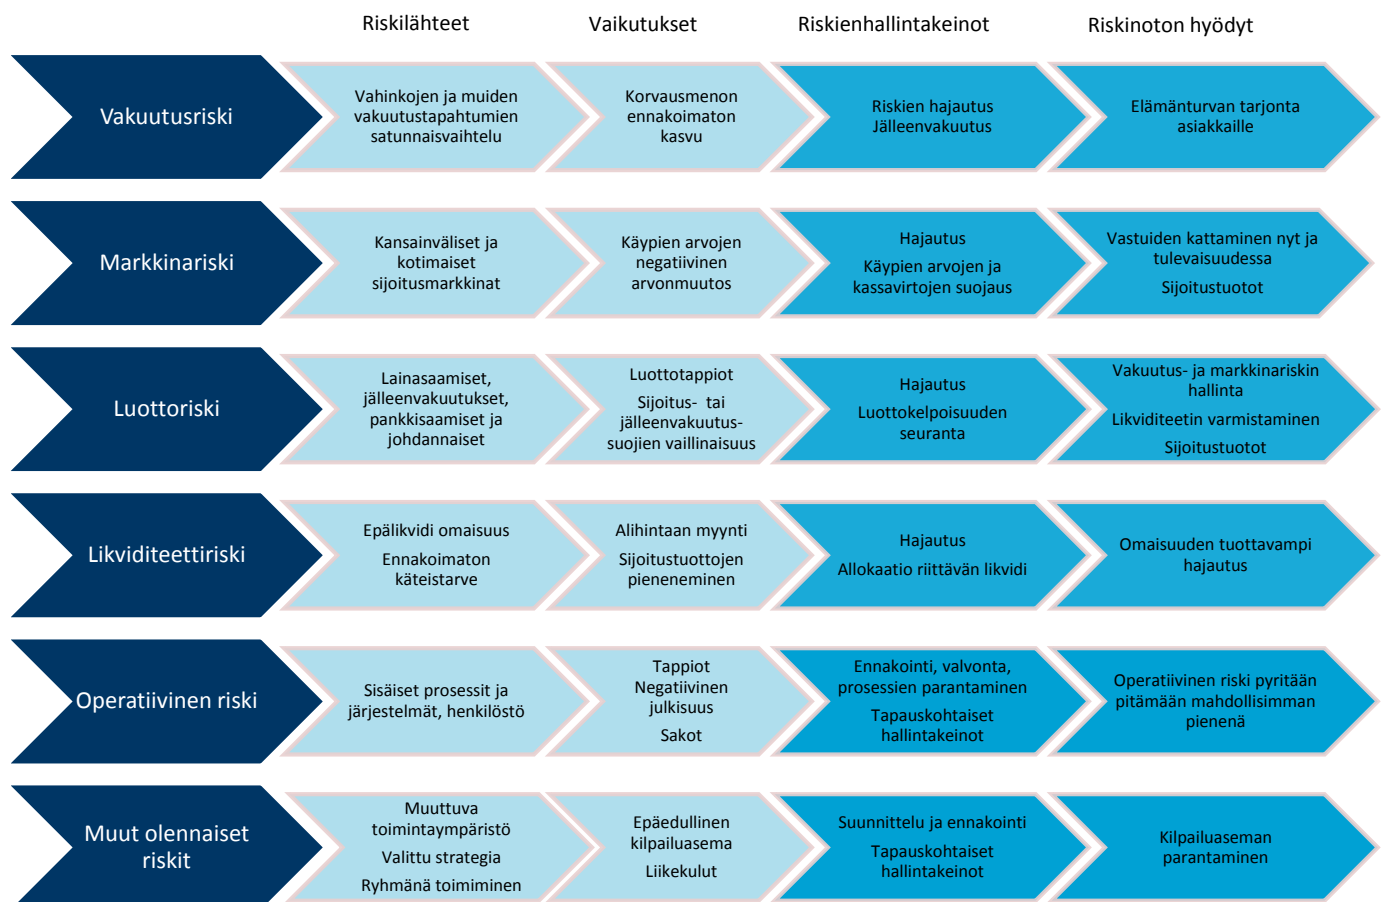 Riskilähteet
Vaikutukset
Riskienhallintakeinot
Riskinoton hyödyt
Vakuutusriski
Vahinkojen ja muiden
vakuutustapahtumien
satunnaisvaihtelu
Korvausmenon
ennakoimaton
kasvu
Riskien hajautus
Jälleenvakuutus
Elämänturvan tarjonta
asiakkaille
Markkinariski
Kansainväliset ja
kotimaiset
sijoitusmarkkinat
Käypien arvojen
negatiivinen
arvonmuutos
Hajautus
Käypien arvojen ja
kassavirtojen suojaus
Vastuiden kattaminen nyt ja
tulevaisuudessa
Sijoitustuotot
Luottoriski
Lainasaamiset,
jälleenvakuutukset,
pankkisaamiset ja
johdannaiset
Luottotappiot
Sijoitus- tai
jälleenvakuutus-
suojien vaillinaisuus
Hajautus
Luottokelpoisuuden
seuranta
Vakuutus- ja markkinariskin
hallinta
Likviditeetin varmistaminen
Sijoitustuotot
Likviditeettiriski
Epälikvidi omaisuus
Ennakoimaton
käteistarve
Alihintaan myynti
Sijoitustuottojen
pieneneminen
Hajautus
Allokaatio riittävän likvidi
Omaisuuden tuottavampi
hajautus
Operatiivinen riski
Sisäiset prosessit ja
järjestelmät, henkilöstö
Tappiot
Negatiivinen
julkisuus
Sakot
Ennakointi, valvonta,
prosessien parantaminen
Tapauskohtaiset
hallintakeinot
Operatiivinen riski pyritään
pitämään mahdollisimman
pienenä
Muut olennaiset
riskit
Muuttuva
toimintaympäristö
Valittu strategia
Ryhmänä toimiminen
Epäedullinen
kilpailuasema
Liikekulut
Suunnittelu ja ennakointi
Tapauskohtaiset
hallintakeinot
Kilpailuaseman
parantaminen